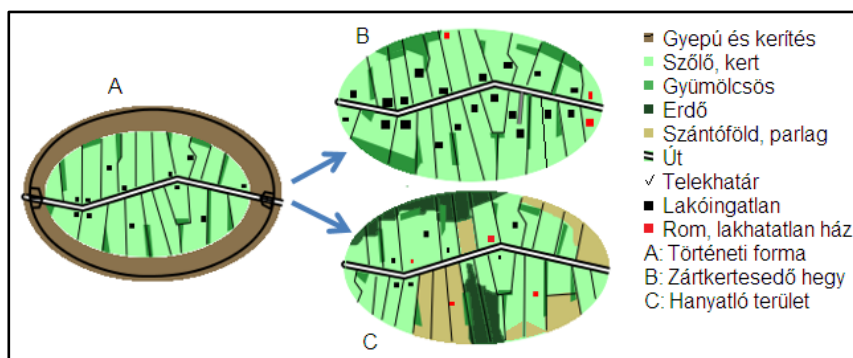 A
B
C
Gyepú és kerítés
Szőlő, kert
Gyümölcsös
Erdő
Szántóföld, parlag
Út
Telekhatár
Lakóingatlan
Rom, lakhatatlan ház
A: Történeti forma
B: Zártkertesedő hegy
C: Hanyatló terület